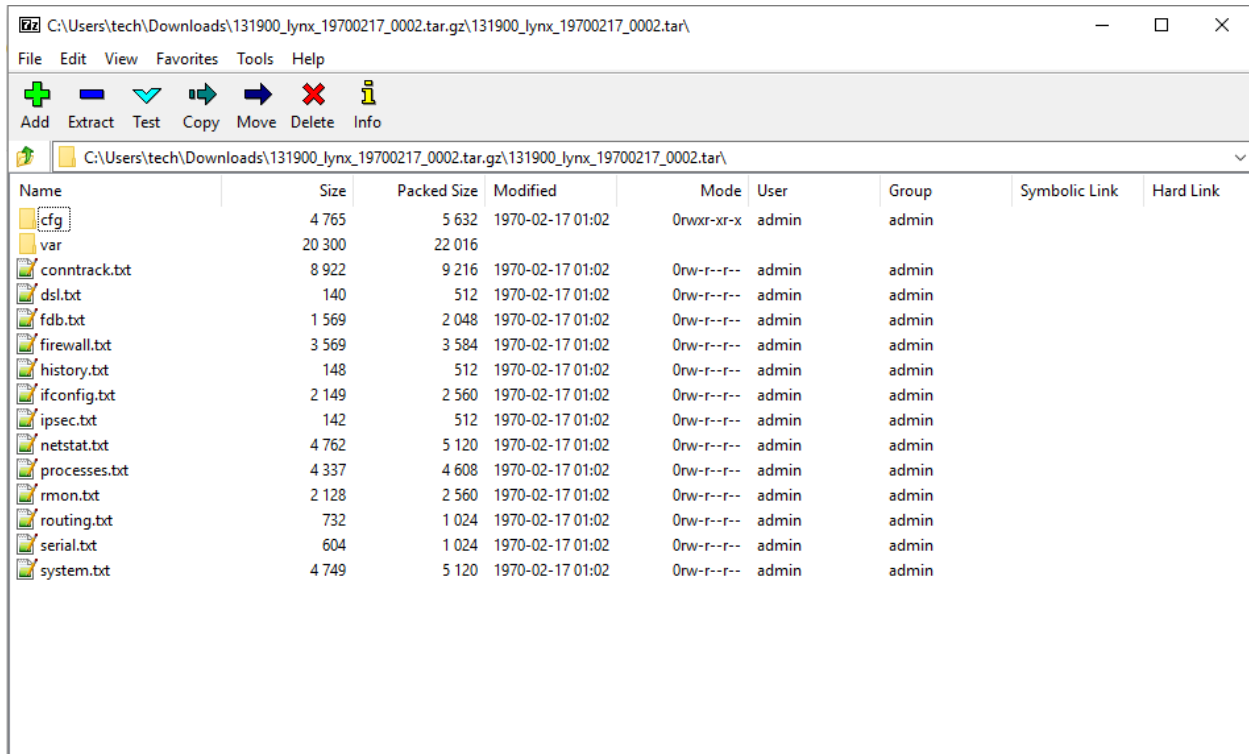 C:\Users\tech\Downloads\131900_lynx_19700217_0002.tar.gz\131900_lynx_19700217_0002.tar\
File Edit View Favorites Tools Help
Add Extract Test Copy Move Delete Info
C:\Users\tech\Downloads\131900_lynx_19700217_0002.tar.gz\131900_lynx_19700217_0002.tar\
Name Size Packed Size Modified Mode User Group Symbolic Link Hard Link
cfg 4 765 5 632 1970-02-17 01:02 0rwxr-xr-x admin admin
var 20 300 22 016
conntrack.txt 8 922 9 216 1970-02-17 01:02 0rw-r--r-- admin admin
dsl.txt 140 512 1970-02-17 01:02 0rw-r--r-- admin admin
fdb.txt 1 569 2 048 1970-02-17 01:02 0rw-r--r-- admin admin
firewall.txt 3 569 3 584 1970-02-17 01:02 0rw-r--r-- admin admin
history.txt 148 512 1970-02-17 01:02 0rw-r--r-- admin admin
ifconfig.txt 2 149 2 560 1970-02-17 01:02 0rw-r--r-- admin admin
ipsec.txt 142 512 1970-02-17 01:02 0rw-r--r-- admin admin
netstat.txt 4 762 5 120 1970-02-17 01:02 0rw-r--r-- admin admin
processes.txt 4 337 4 608 1970-02-17 01:02 0rw-r--r-- admin admin
rmon.txt 2 128 2 560 1970-02-17 01:02 0rw-r--r-- admin admin
routing.txt 732 1 024 1970-02-17 01:02 0rw-r--r-- admin admin
serial.txt 604 1 024 1970-02-17 01:02 0rw-r--r-- admin admin
system.txt 4 749 5 120 1970-02-17 01:02 0rw-r--r-- admin admin